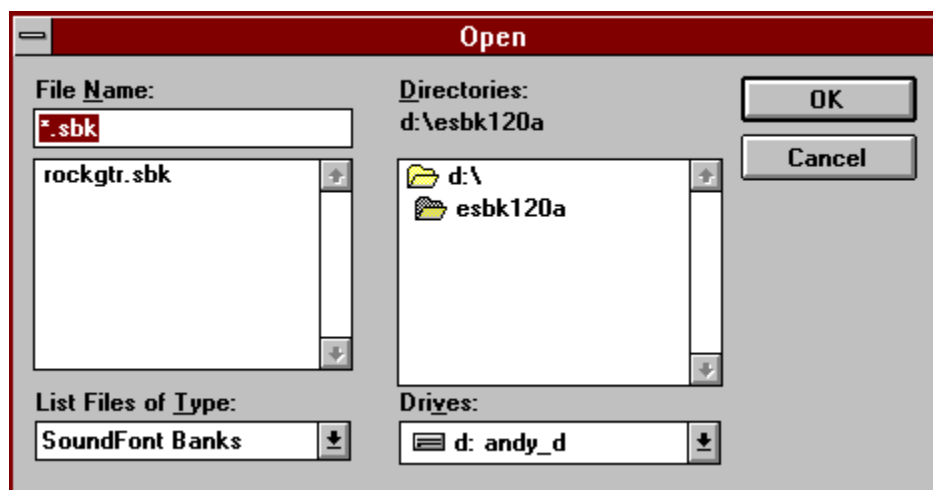 Open
File Name:
*.sbk
rockgtr.sbk
List Files of Type:
SoundFont Banks
Directories:
d:\esbk120a
d:\
esbk120a
Drives:
d: andy_d
OK
Cancel